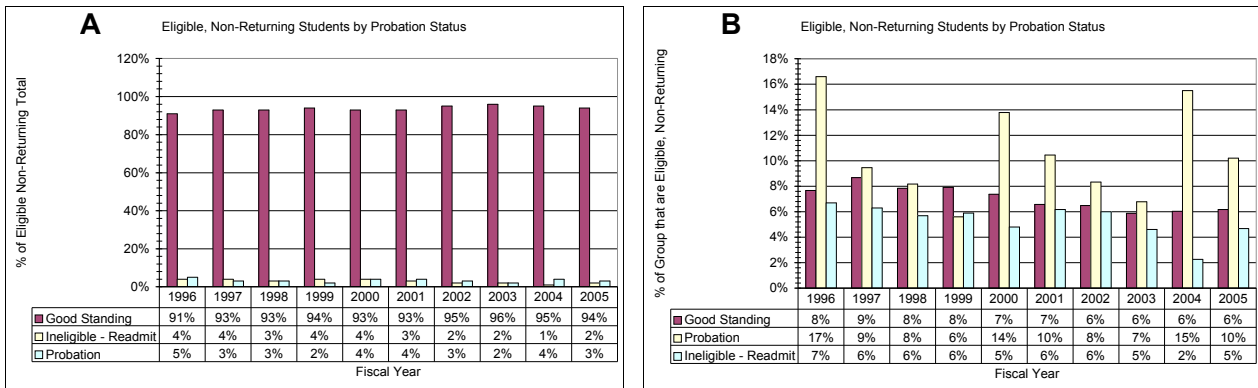 A
Eligible, Non-Returning Students by Probation Status
% of Eligible Non-Returning Total
120%
100%
80%
60%
40%
20%
0%
1996 1997 1998 1999 2000 2001 2002 2003 2004 2005
Good Standing 91% 93% 93% 94% 93% 93% 95% 96% 95% 94%
Ineligible - Readmit 4% 4% 3% 4% 4% 3% 2% 2% 1% 2%
Probation 5% 3% 3% 2% 4% 4% 3% 2% 4% 3%
Fiscal Year
B
Eligible, Non-Returning Students by Probation Status
% of Group that are Eligible, Non-Returning
18%
16%
14%
12%
10%
8%
6%
4%
2%
0%
1996 1997 1998 1999 2000 2001 2002 2003 2004 2005
Good Standing 8% 9% 8% 8% 7% 7% 6% 6% 6% 6%
Probation 17% 9% 8% 6% 14% 10% 8% 7% 15% 10%
Ineligible - Readmit 7% 6% 6% 6% 5% 6% 6% 5% 2% 5%
Fiscal Year